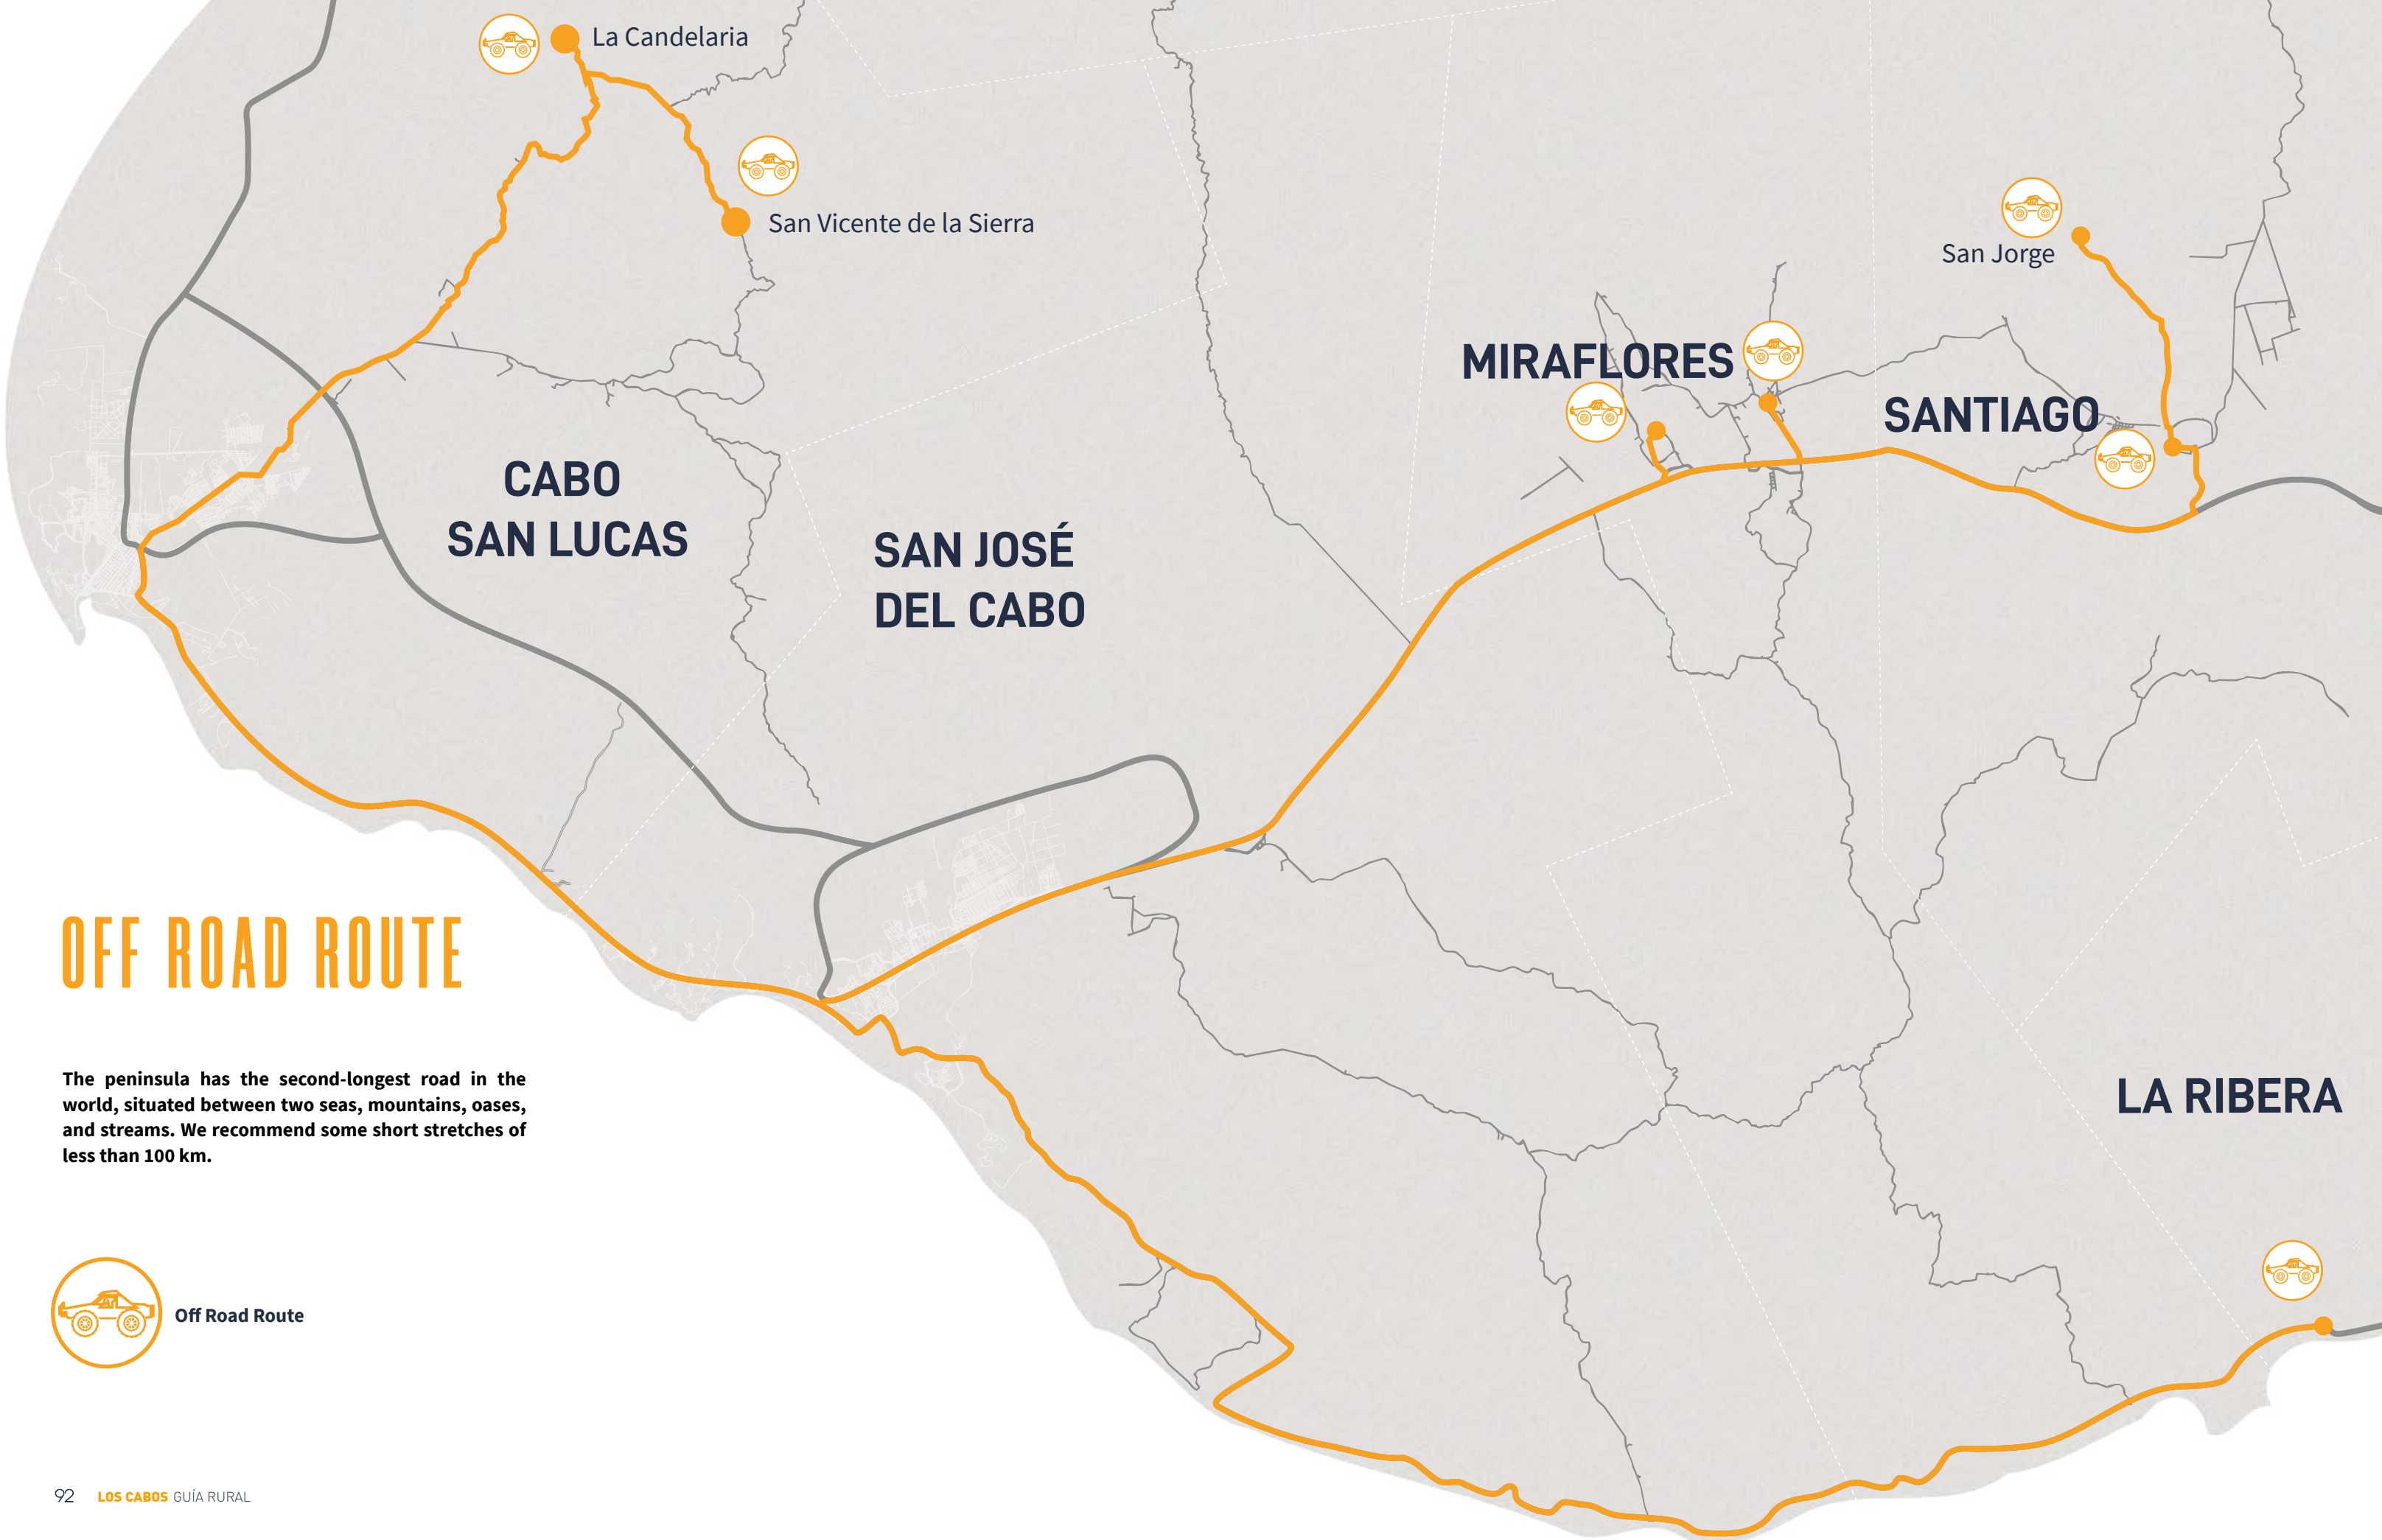 La Candelaria
San Vicente de la Sierra
San Jorge
MIRAFLORES
SANTIAGO
CABO
SAN LUCAS
SAN JOSÉ
DEL CABO
LA RIBERA
OFF ROAD ROUTE
The peninsula has the second-longest road in the
world, situated between two seas, mountains, oases,
and streams. We recommend some short stretches of
less than 100 km.
Off Road Route
92 LOS CABOS GUÍA RURAL